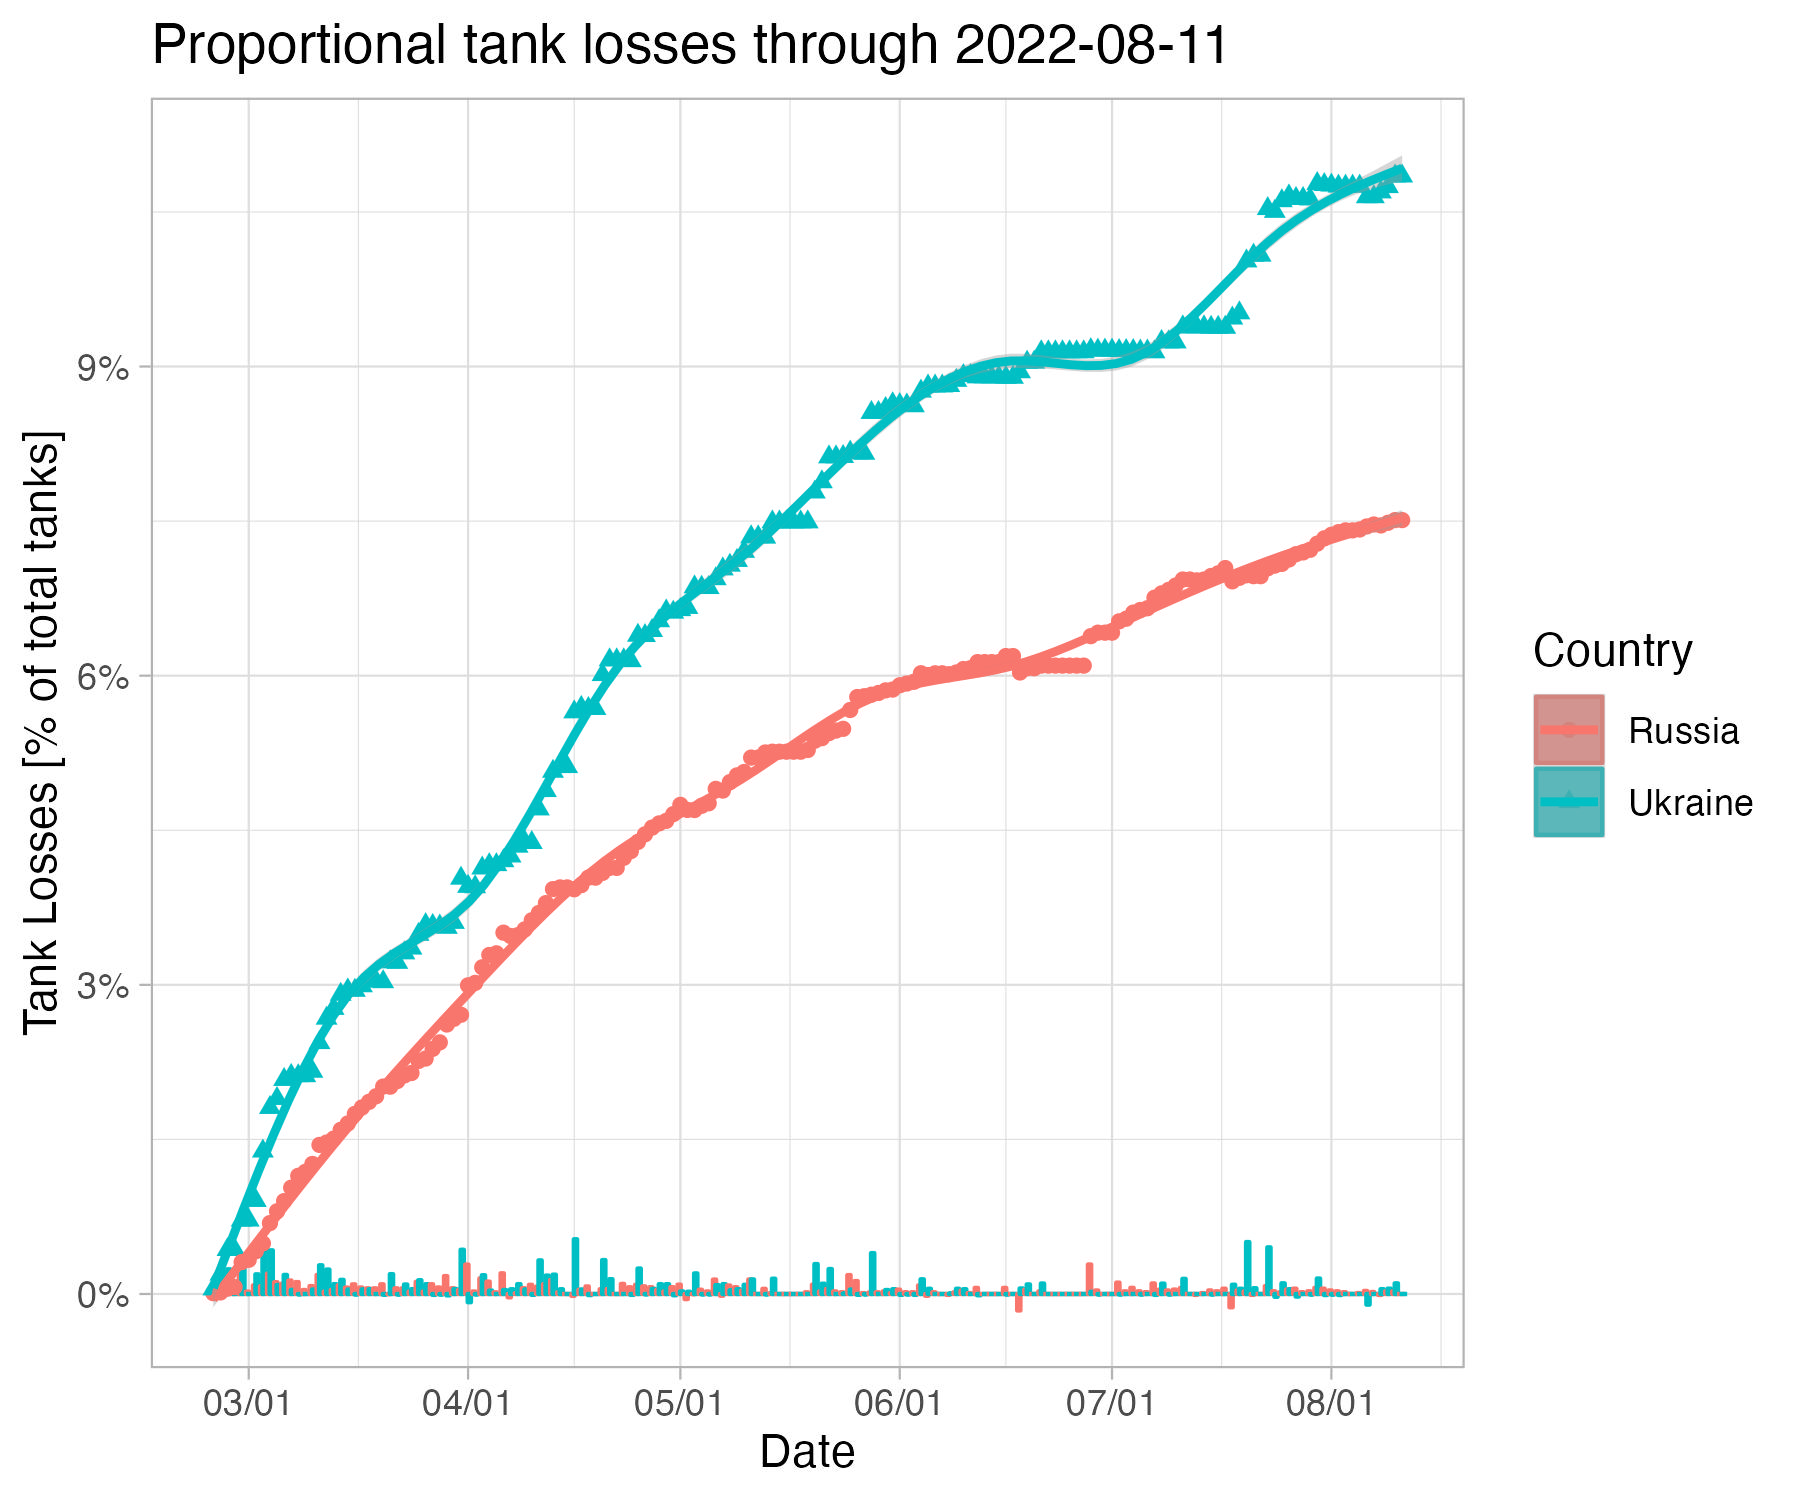 Proportional tank losses through 2022-08-11
Tank Losses [% of total tanks]
9%
6%
3%
0%
03/01
04/01
05/01
06/01
07/01
08/01
Date
Country
Russia
Ukraine